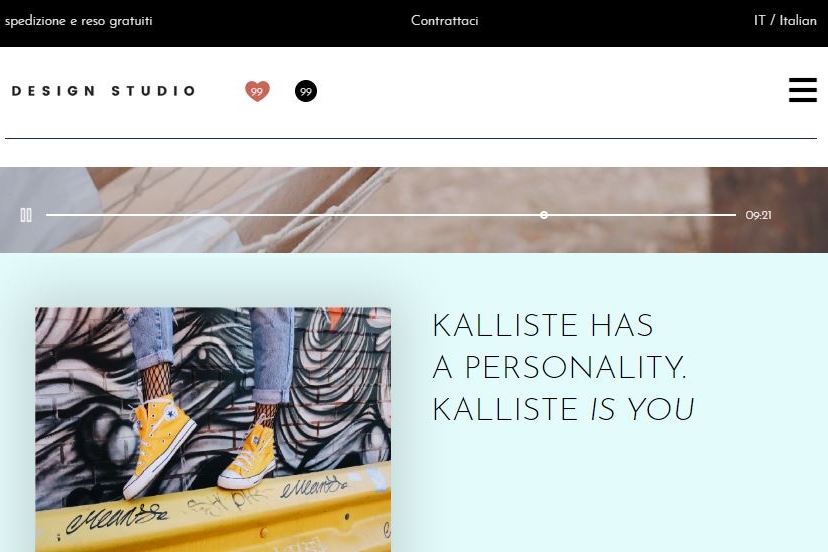 spedizione e reso gratuiti
Contrattaci
IT / Italian
DESIGN STUDIO
99
99
09:21
KALLISTE HAS
A PERSONALITY.
KALLISTE IS YOU